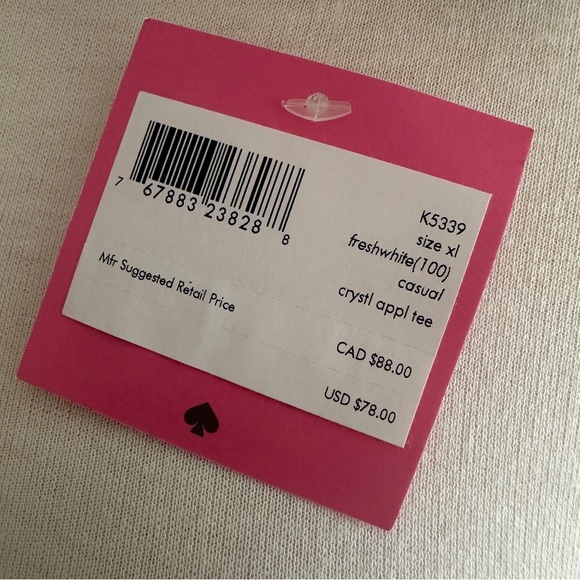 7 67883 23828 8
K5339
size xl
freshwhite(100)
casual
crystl appl tee
Mfr Suggested Retail Price
CAD $88.00
USD $78.00